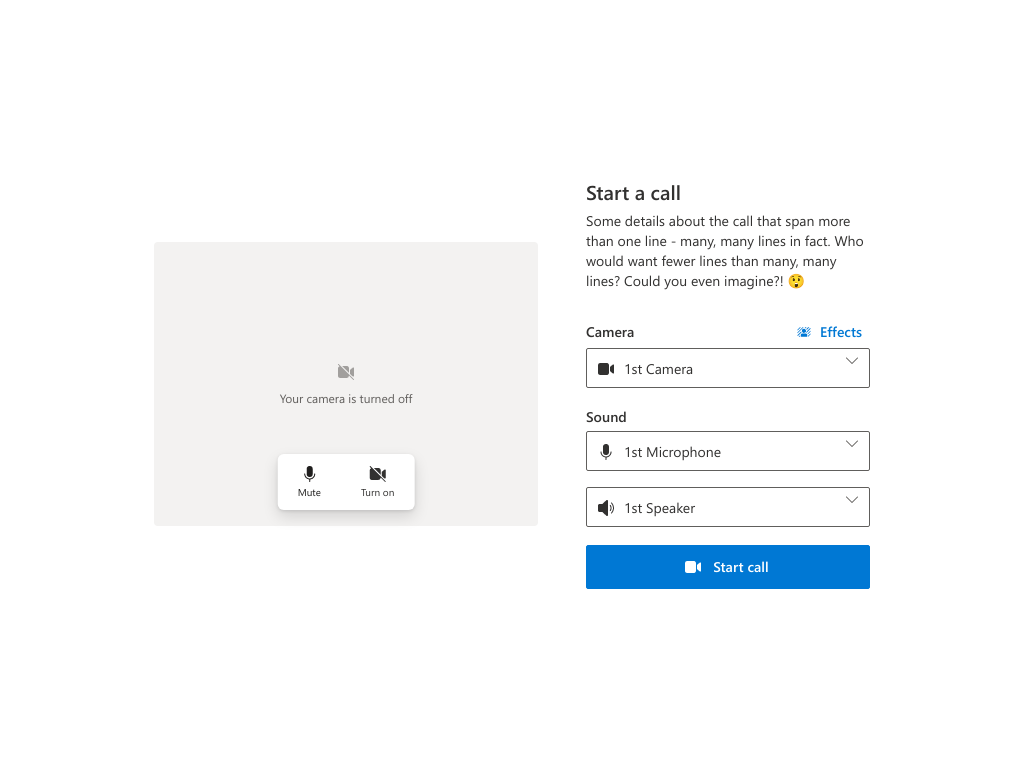 Start a call
Some details about the call that span more
than one line - many, many lines in fact. Who
would want fewer lines than many, many
lines? Could you even imagine?! 😲
Camera
Effects
1st Camera
Your camera is turned off
Sound
1st Microphone
Mute
Turn on
1st Speaker
Start call